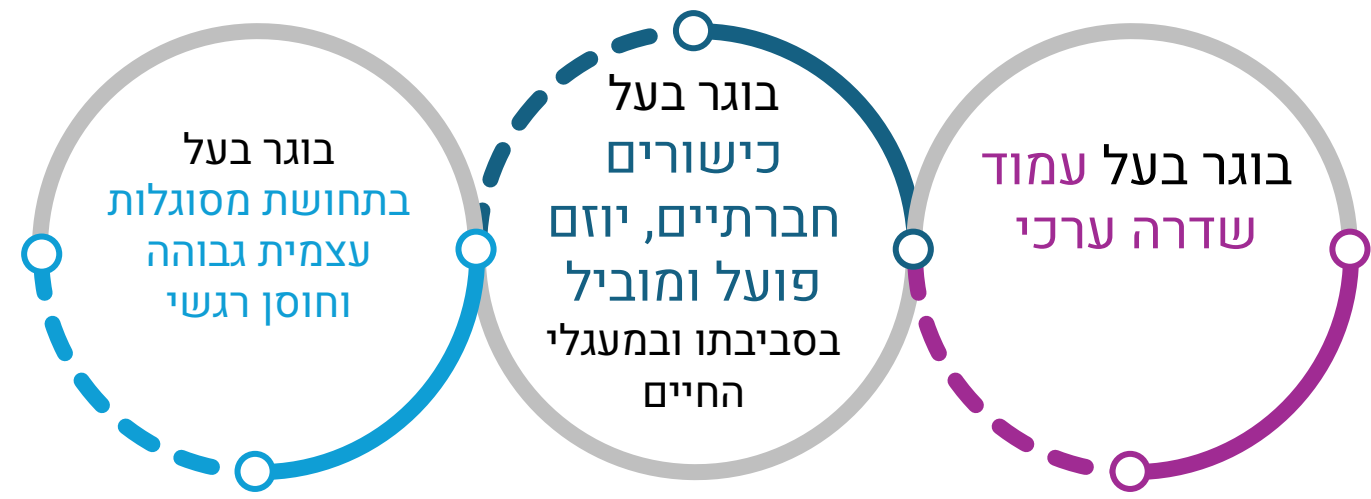 בוגר בעל עמוד
שדרה ערכי
בוגר בעל
כישורים
חברתיים, יוזם
פועל ומוביל
בסביבתו ובמעגלי
החיים
בוגר בעל
בתחושת מסוגלות
עצמית גבוהה
וחוסן רגשי